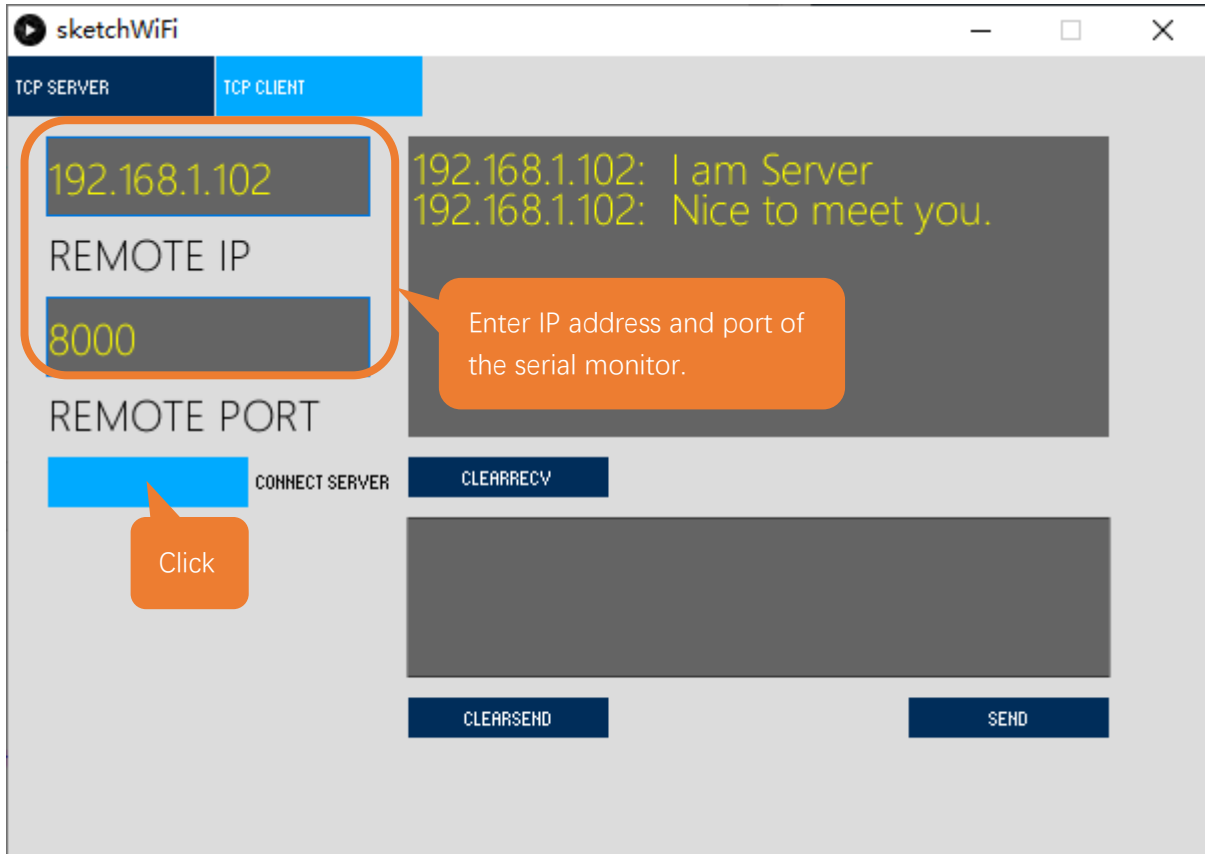 sketchWiFi
TCP SERVER
TCP CLIENT
192.168.1.102
REMOTE IP
8000
REMOTE PORT
CONNECT SERVER
Click
192.168.1.102: I am Server
192.168.1.102: Nice to meet you.
Enter IP address and port of
the serial monitor.
CLEARRECV
CLEARSEND
SEND